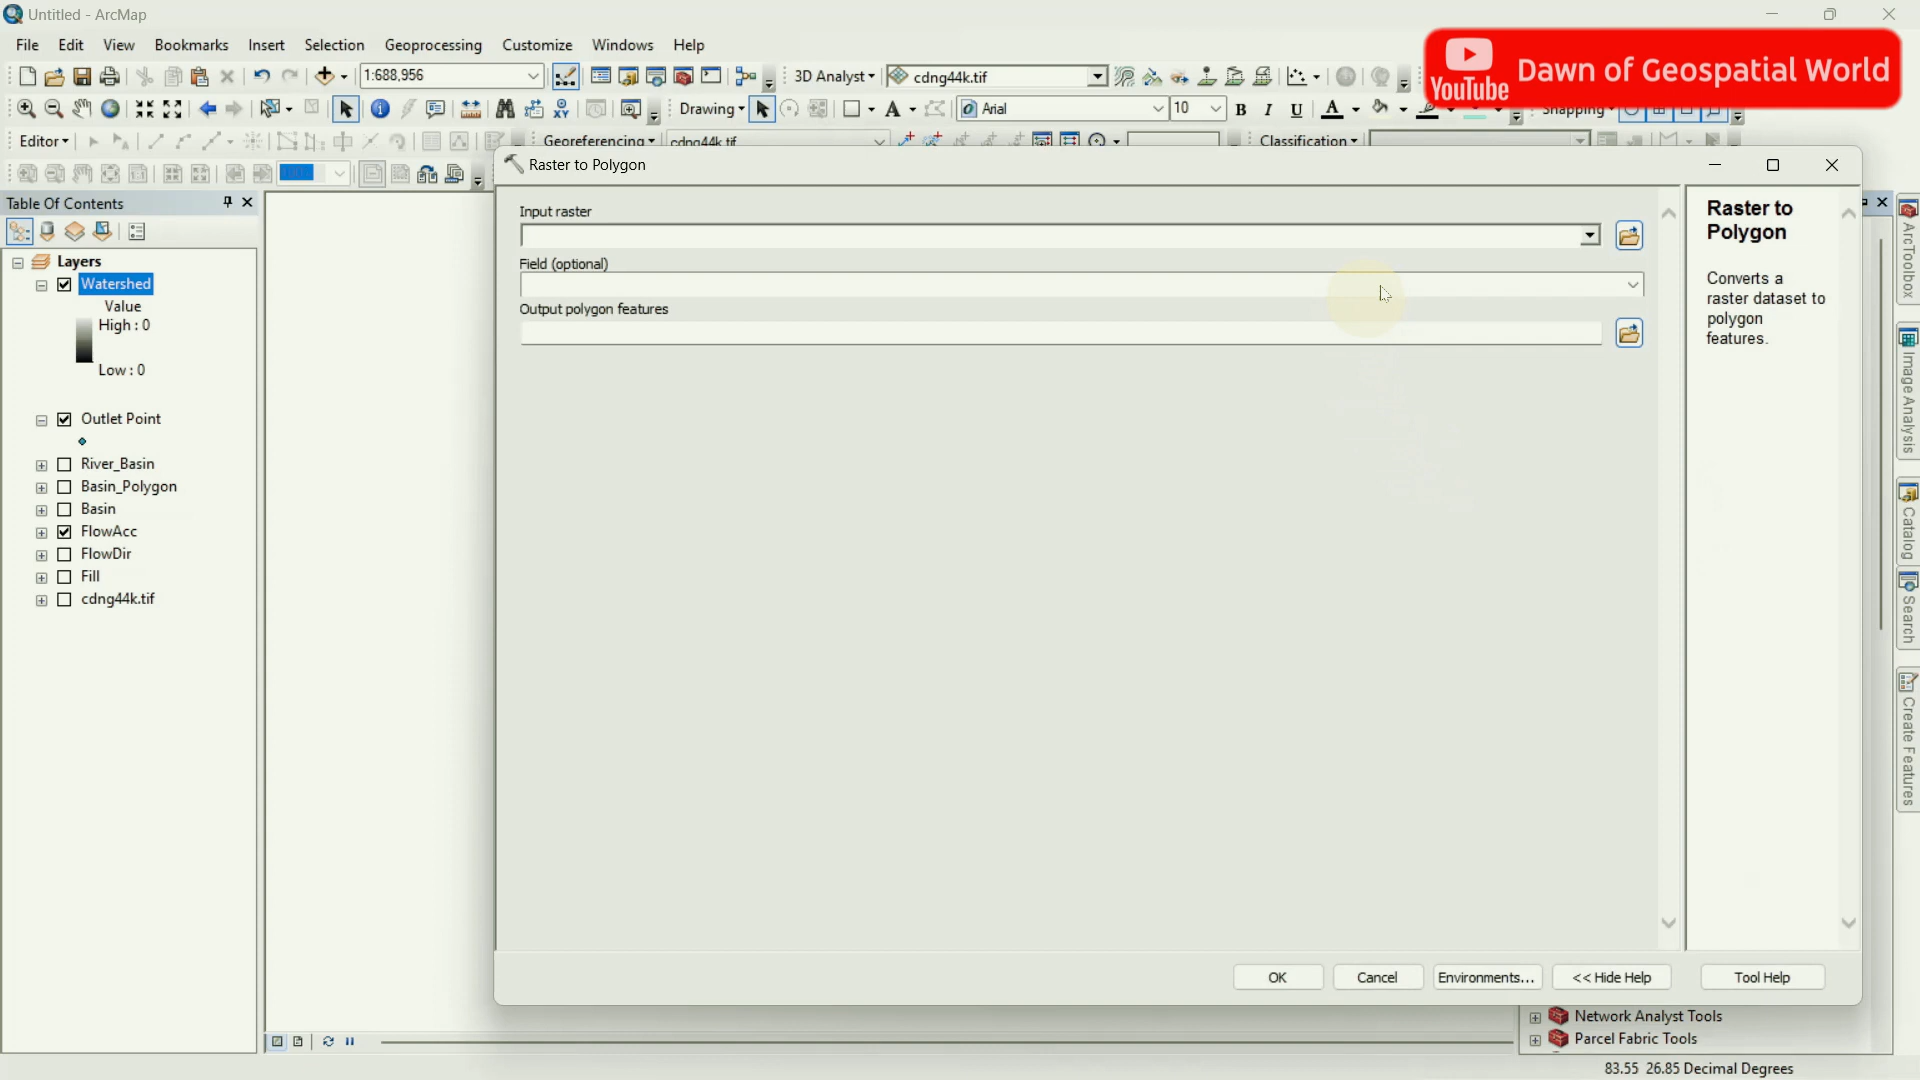 Untitled - ArcMap
YouTube
Dawn of Geospatial World
File Edit View Bookmarks Insert Selection Geoprocessing Customize Windows Help
1:688,956
3D Analyst
cdng44k.tif
Drawing
Arial
10
B I U A
Snapping
Editor
Georeferencing
cdng44k.tif
Classification
Table Of Contents
Layers
Watershed
Value
High : 0
Low : 0
Outlet Point
River_Basin
Basin_Polygon
Basin
FlowAcc
FlowDir
Fill
cdng44k.tif
Raster to Polygon
Input raster
Field (optional)
Output polygon features
Raster to
Polygon
Converts a
raster dataset to
polygon
features.
OK
Cancel
Environments...
<< Hide Help
Tool Help
Network Analyst Tools
Parcel Fabric Tools
ArcToolbox
Image Analysis
Catalog
Search
Create Features
83.55 26.85 Decimal Degrees